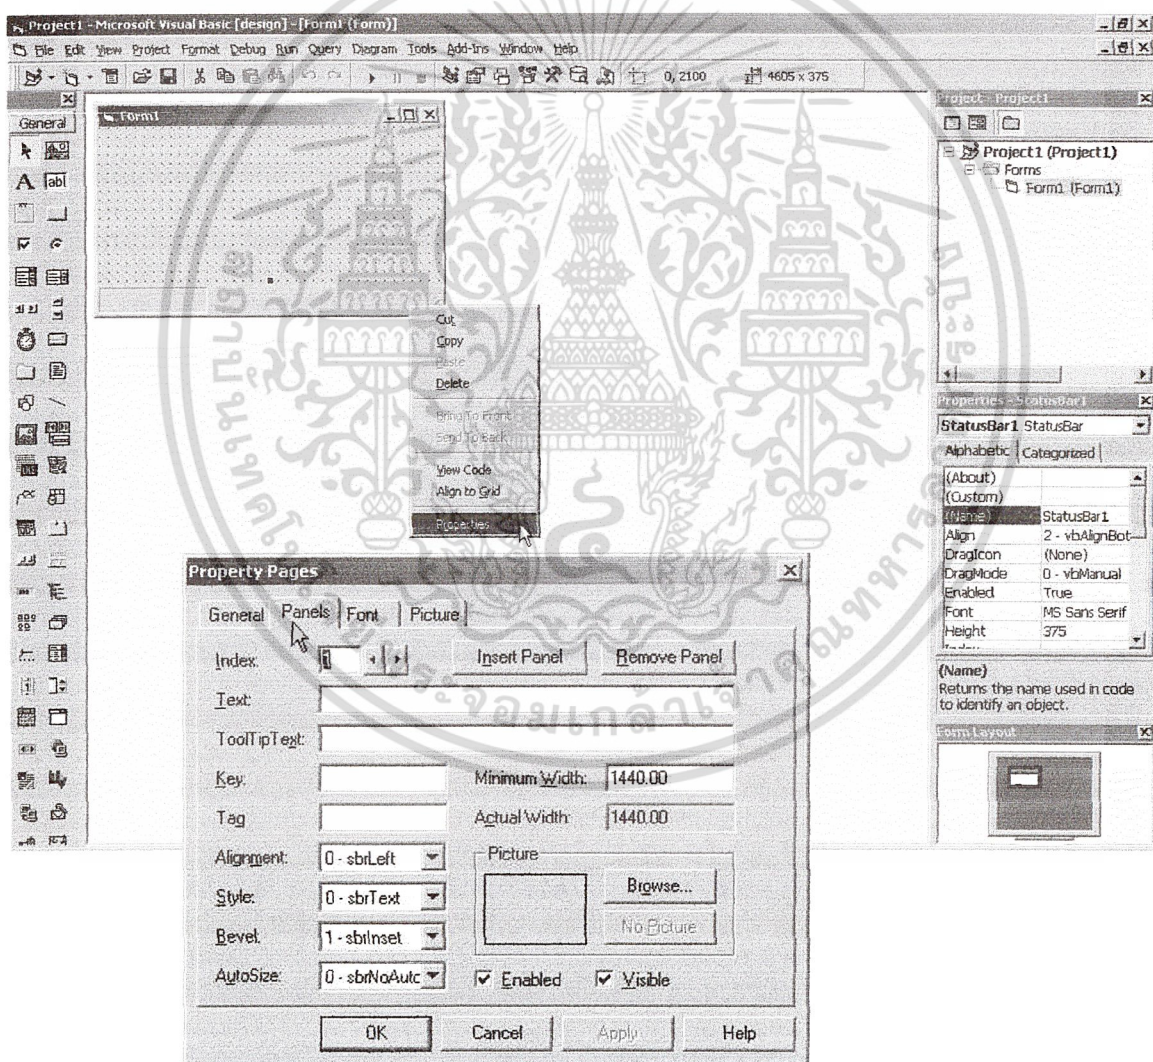 Project1 - Microsoft Visual Basic [design] - [Form1 (Form)]
File Edit View Project Format Debug Run Query Diagram Tools Add-Ins Window Help
0, 2100
4605 x 375
General
Form1
Cut
Copy
Paste
Delete
Bring To Front
Send To Back
View Code
Align to Grid
Properties
Project - Project1
Project1 (Project1)
Forms
Form1 (Form1)
Properties - StatusBar1
StatusBar1 StatusBar
Alphabetic Categorized
(About)
(Custom)
(Name) StatusBar1
Align 2 - vbAlignBot
DragIcon (None)
DragMode 0 - vbManual
Enabled True
Font MS Sans Serif
Height 375
(Name)
Returns the name used in code
to identify an object.
Form Layout
Property Pages
General Panels Font Picture
Index: 1 Insert Panel Remove Panel
Text:
ToolTipText:
Key: Minimum Width: 1440.00
Tag Actual Width: 1440.00
Alignment: 0 - sbrLeft Picture
Style: 0 - sbrText Browse...
Bevel: 1 - sbrInset No Picture
AutoSize: 0 - sbrNoAutc Enabled Visible
OK Cancel Apply Help